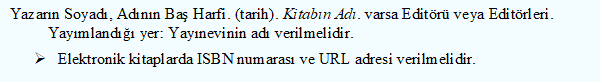 Yazarın Soyadı, Adının Baş Harfi. (tarih). Kitabın Adı. varsa Editörü veya Editörleri.
Yayımlandığı yer: Yayınevinin adı verilmelidir.
➢ Elektronik kitaplarda ISBN numarası ve URL adresi verilmelidir.